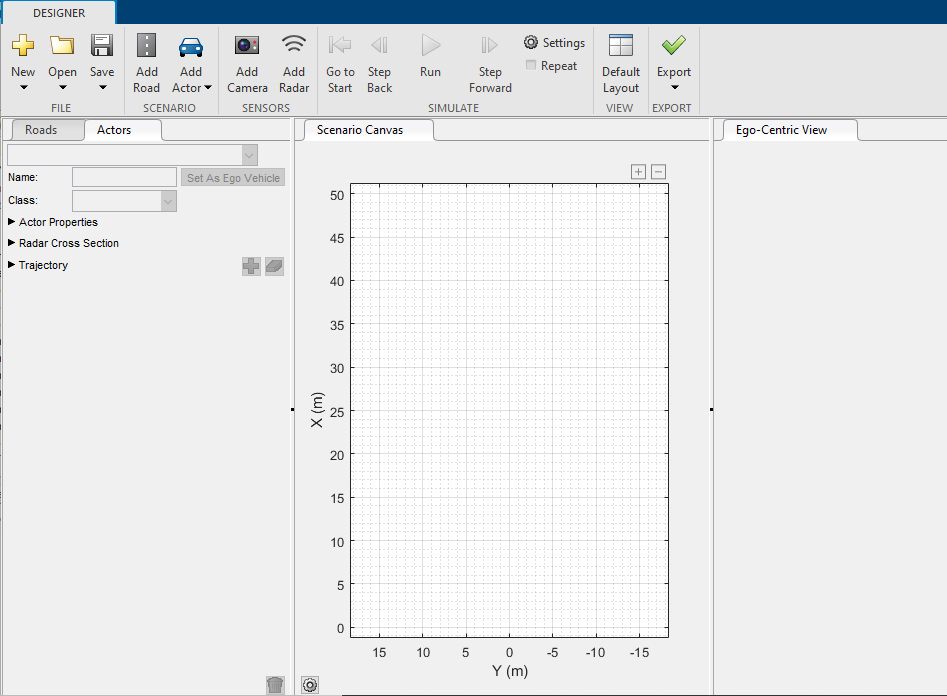 DESIGNER
New Open Save Add Road Add Actor Add Camera Add Radar Go to Start Step Back Run Step Forward Settings Repeat Default Layout Export
FILE SCENARIO SENSORS SIMULATE VIEW EXPORT
Roads Actors
Name: Set As Ego Vehicle
Class:
Actor Properties
Radar Cross Section
Trajectory
Scenario Canvas
50
45
40
35
30
25
20
15
10
5
0
X (m)
15 10 5 0 -5 -10 -15
Y (m)
Ego-Centric View